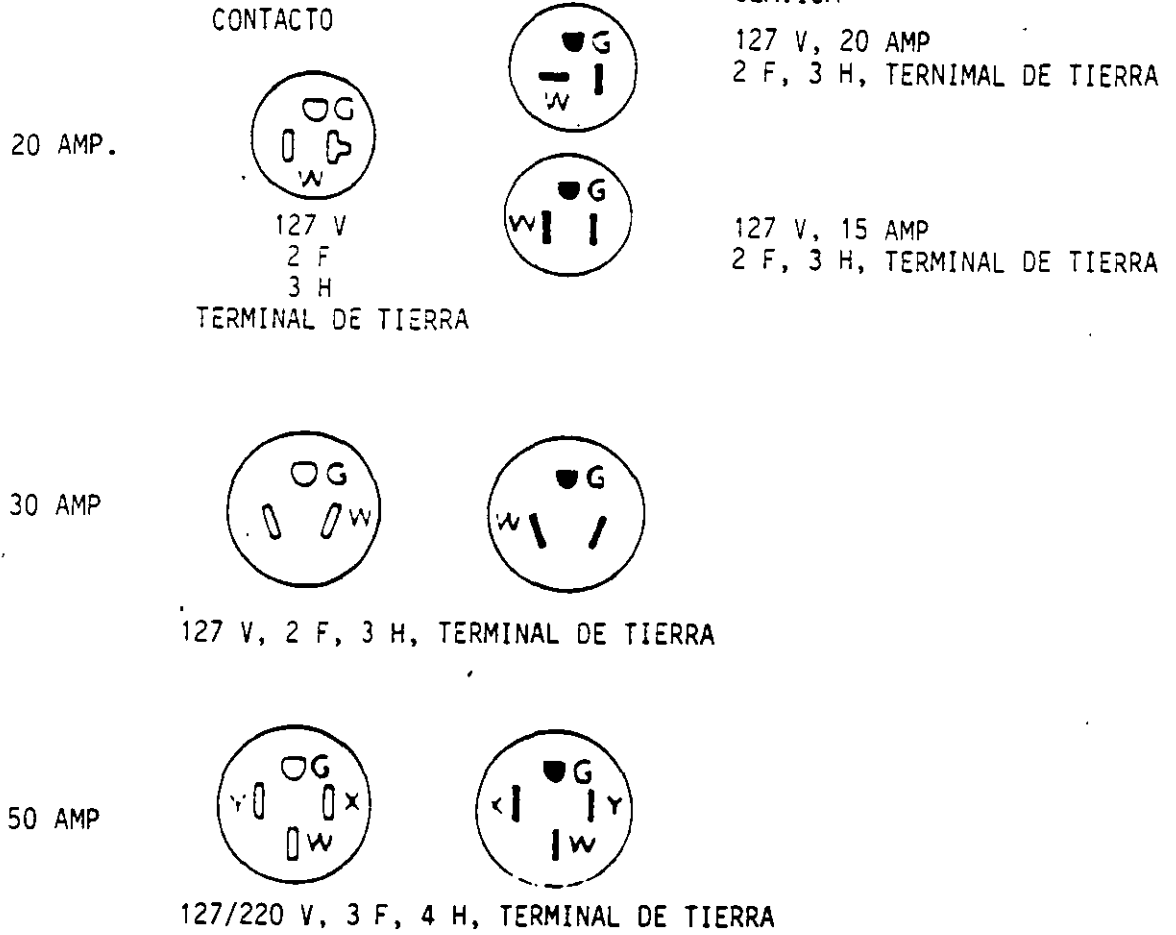 CONTACTO
20 AMP.
G
W
127 V
2 F
3 H
TERMINAL DE TIERRA
G
W
127 V, 20 AMP
2 F, 3 H, TERNIMAL DE TIERRA
G
W
127 V, 15 AMP
2 F, 3 H, TERMINAL DE TIERRA
30 AMP
G
W
G
W
127 V, 2 F, 3 H, TERMINAL DE TIERRA
50 AMP
G
Y X
W
G
X Y
W
127/220 V, 3 F, 4 H, TERMINAL DE TIERRA